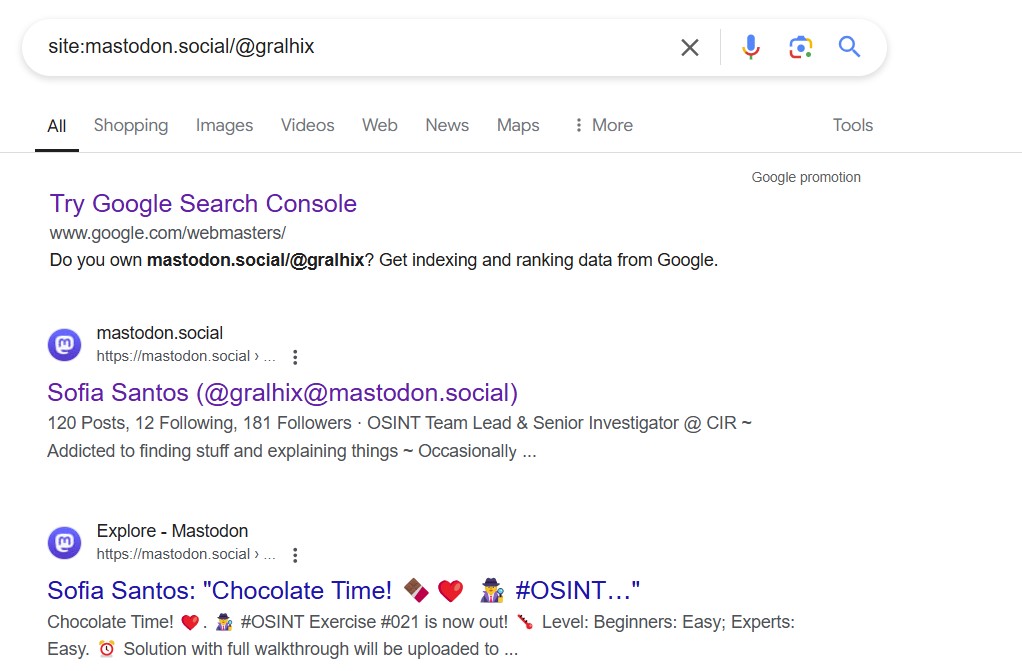 site:mastodon.social/@gralhix
All Shopping Images Videos Web News Maps More Tools
Google promotion
Try Google Search Console
www.google.com/webmasters/
Do you own mastodon.social/@gralhix? Get indexing and ranking data from Google.
mastodon.social
https://mastodon.social › ...
Sofia Santos (@gralhix@mastodon.social)
120 Posts, 12 Following, 181 Followers · OSINT Team Lead & Senior Investigator @ CIR ~
Addicted to finding stuff and explaining things ~ Occasionally ...
Explore - Mastodon
https://mastodon.social › ...
Sofia Santos: "Chocolate Time! 🍫❤️ 🕵️ #OSINT…"
Chocolate Time! ❤️. 🕵️ #OSINT Exercise #021 is now out! 🌡️ Level: Beginners: Easy; Experts:
Easy. ⏰ Solution with full walkthrough will be uploaded to ...